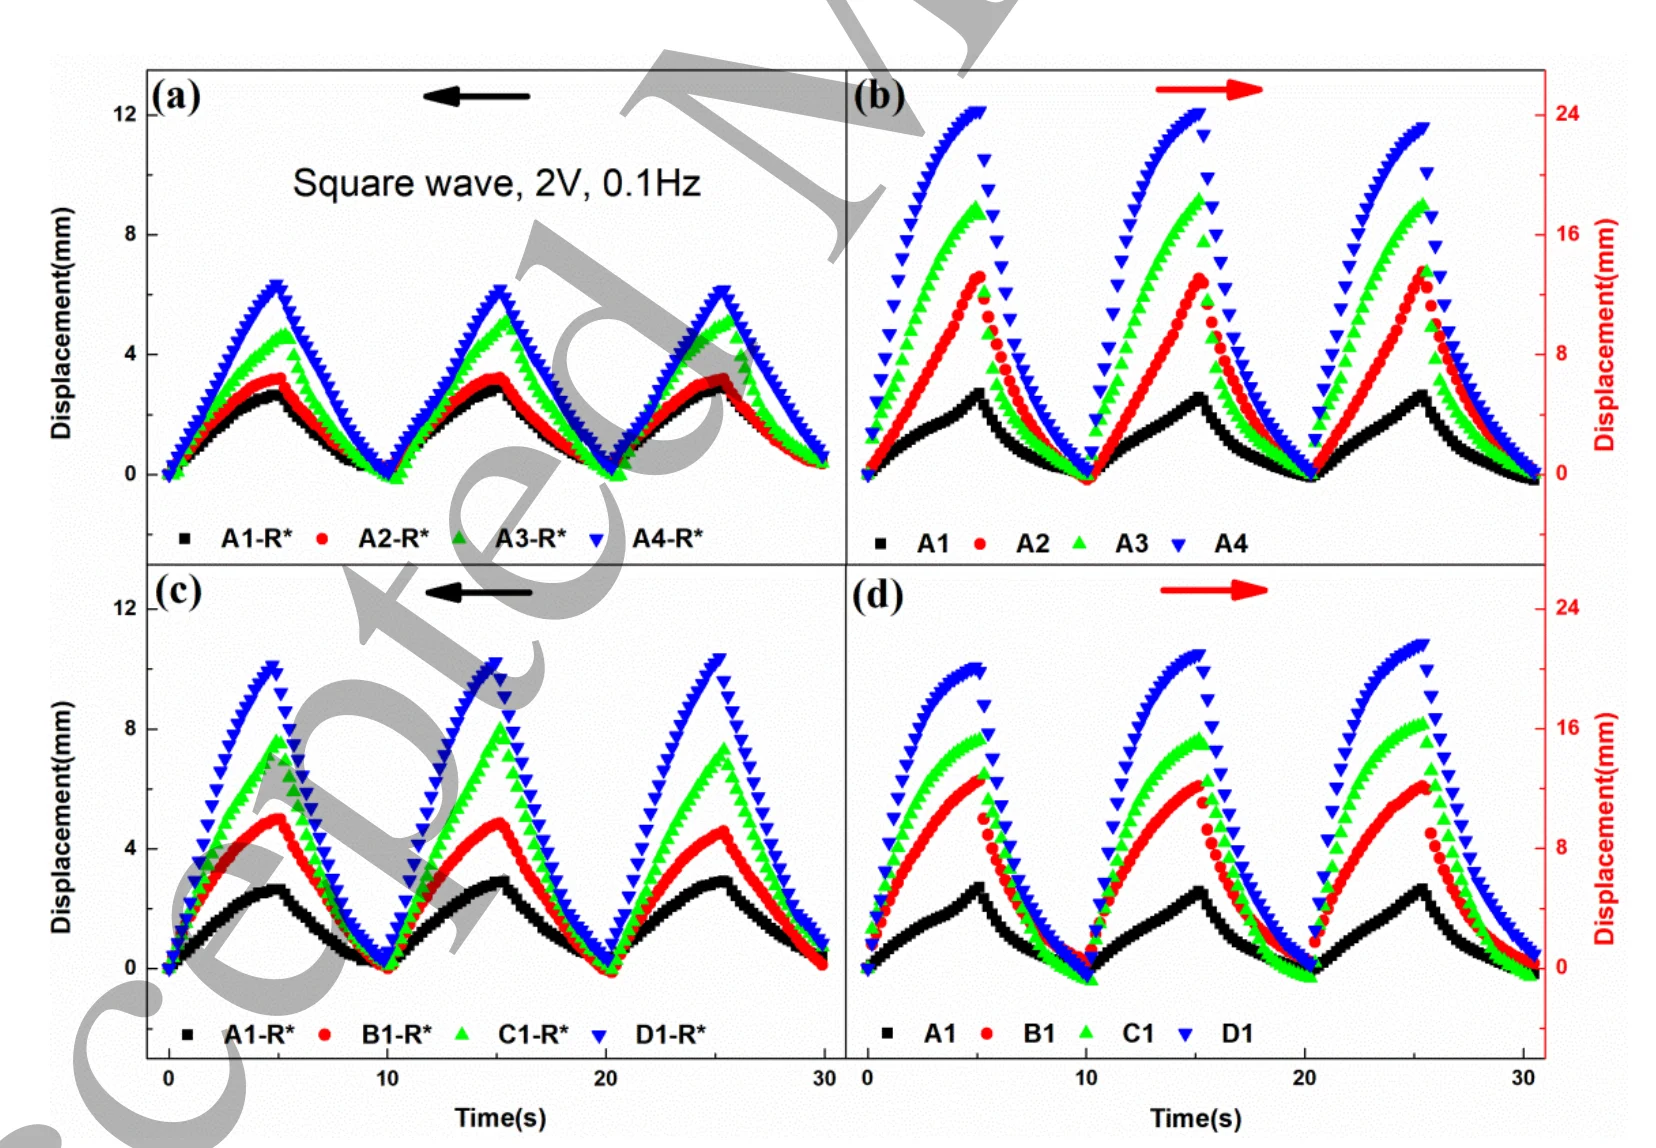 (a)
Square wave, 2V, 0.1Hz
12
8
4
0
Displacement(mm)
A1-R* A2-R* A3-R* A4-R*
(b)
24
16
8
0
Displacement(mm)
A1 A2 A3 A4
(c)
12
8
4
0
Displacement(mm)
A1-R* B1-R* C1-R* D1-R*
0 10 20 30
Time(s)
(d)
24
16
8
0
Displacement(mm)
A1 B1 C1 D1
0 10 20 30
Time(s)
cepted M